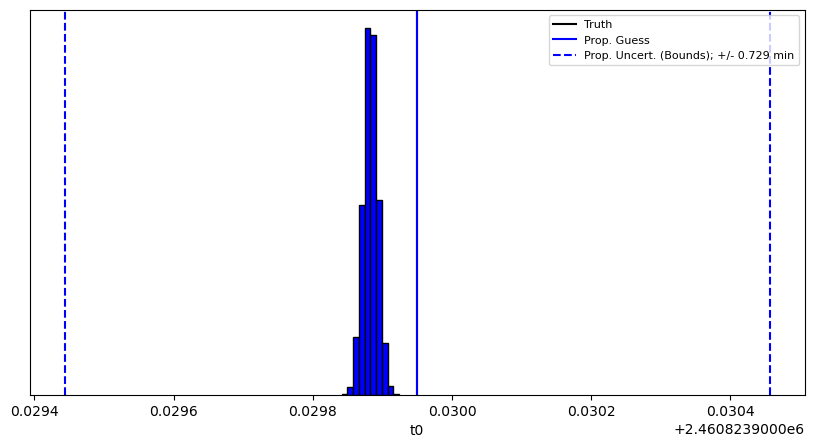 Truth
Prop. Guess
Prop. Uncert. (Bounds); +/- 0.729 min
0.0294 0.0296 0.0298 0.0300 0.0302 0.0304
t0
+2.4608239000e6